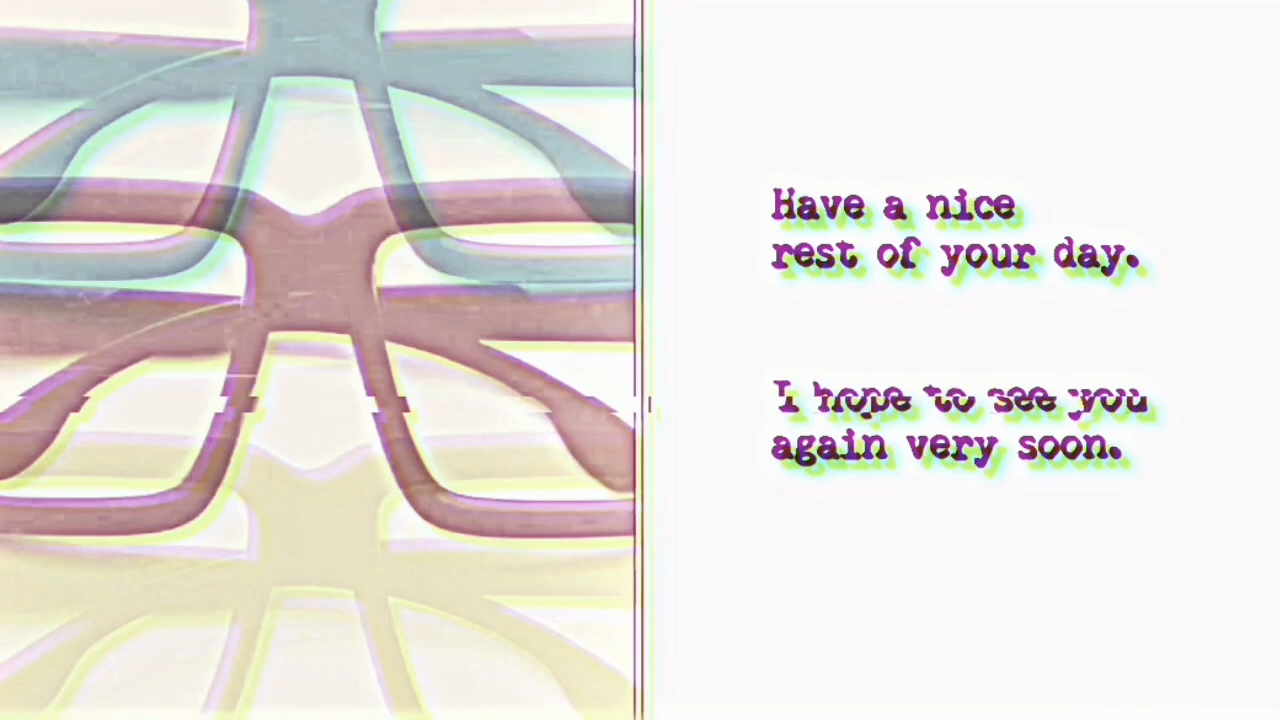 Have a nice
rest of your day.
I hope to see you
again very soon.